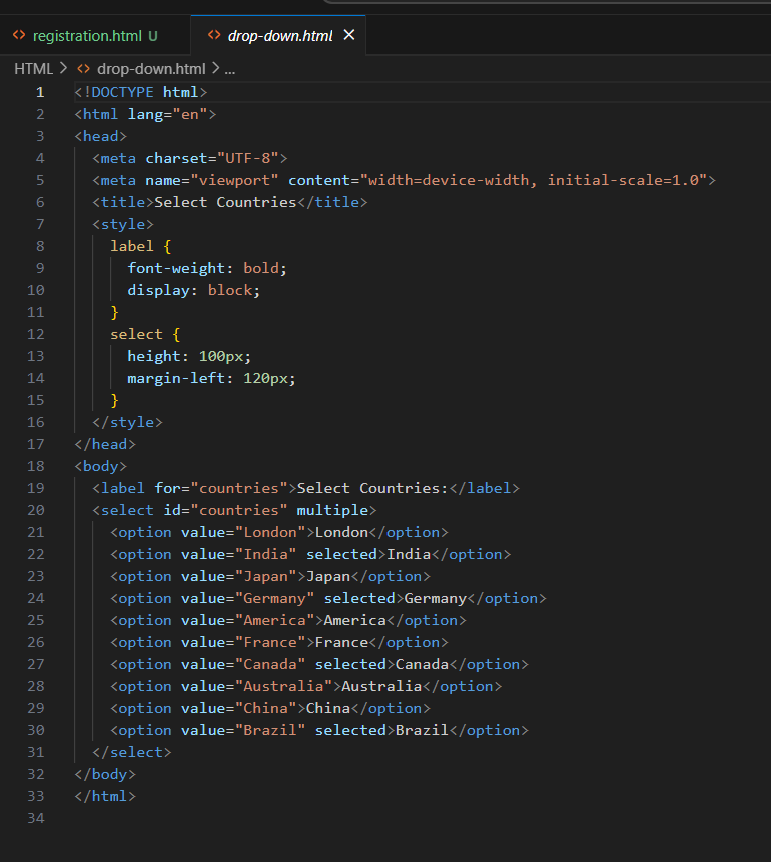 registration.html U
drop-down.html
HTML > drop-down.html > ...
1 <!DOCTYPE html>
2 <html lang="en">
3 <head>
4   <meta charset="UTF-8">
5   <meta name="viewport" content="width=device-width, initial-scale=1.0">
6   <title>Select Countries</title>
7   <style>
8     label {
9       font-weight: bold;
10       display: block;
11     }
12     select {
13       height: 100px;
14       margin-left: 120px;
15     }
16   </style>
17 </head>
18 <body>
19   <label for="countries">Select Countries:</label>
20   <select id="countries" multiple>
21     <option value="London">London</option>
22     <option value="India" selected>India</option>
23     <option value="Japan">Japan</option>
24     <option value="Germany" selected>Germany</option>
25     <option value="America">America</option>
26     <option value="France">France</option>
27     <option value="Canada" selected>Canada</option>
28     <option value="Australia">Australia</option>
29     <option value="China">China</option>
30     <option value="Brazil" selected>Brazil</option>
31   </select>
32 </body>
33 </html>
34